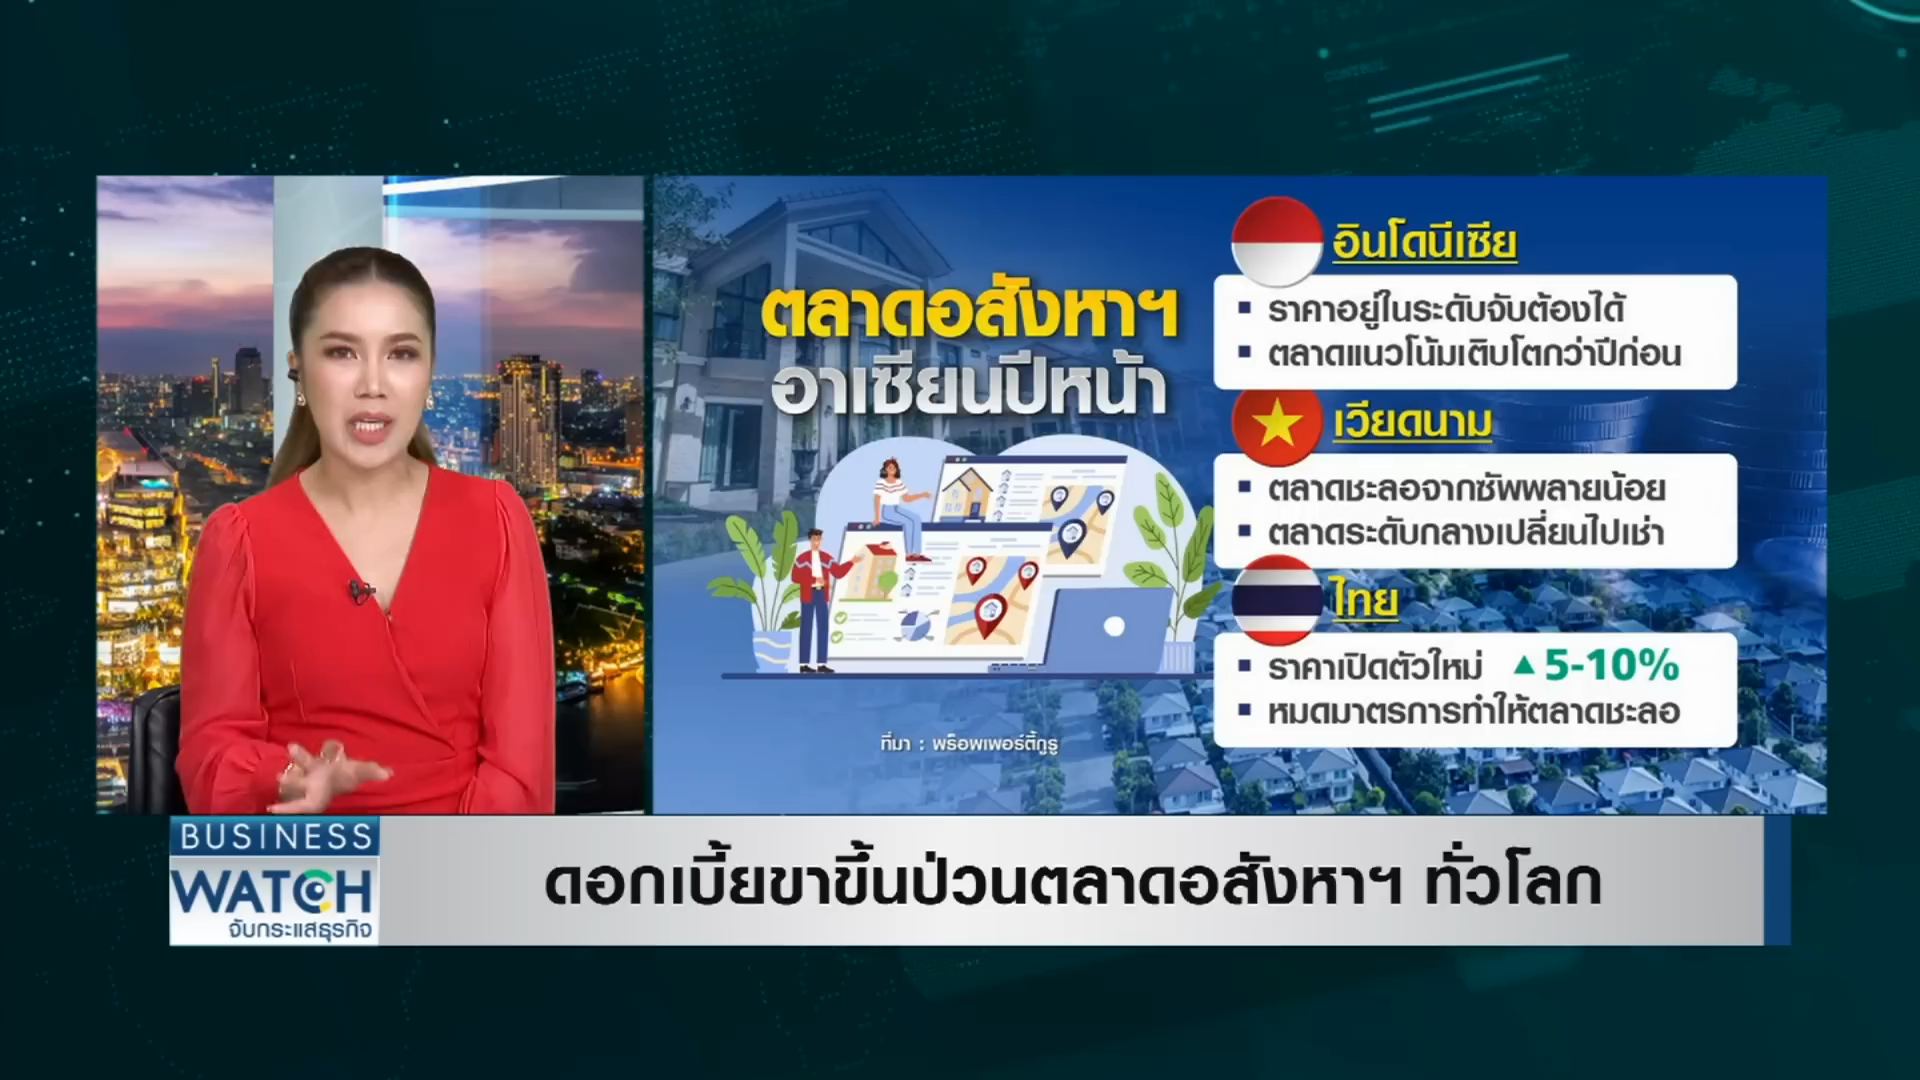 ตลาดอสังหาฯ
อาเซียนปีหน้า
ที่มา : พร็อพเพอร์ตี้กูรู
อินโดนีเซีย
▪ ราคาอยู่ในระดับจับต้องได้
▪ ตลาดแนวโน้มเติบโตกว่าปีก่อน
เวียดนาม
▪ ตลาดชะลอจากซัพพลายน้อย
▪ ตลาดระดับกลางเปลี่ยนไปเช่า
ไทย
▪ ราคาเปิดตัวใหม่ ▲5-10%
▪ หมดมาตรการทำให้ตลาดชะลอ
BUSINESS
WATCH
จับกระแสธุรกิจ
ดอกเบี้ยขาขึ้นป่วนตลาดอสังหาฯ ทั่วโลก